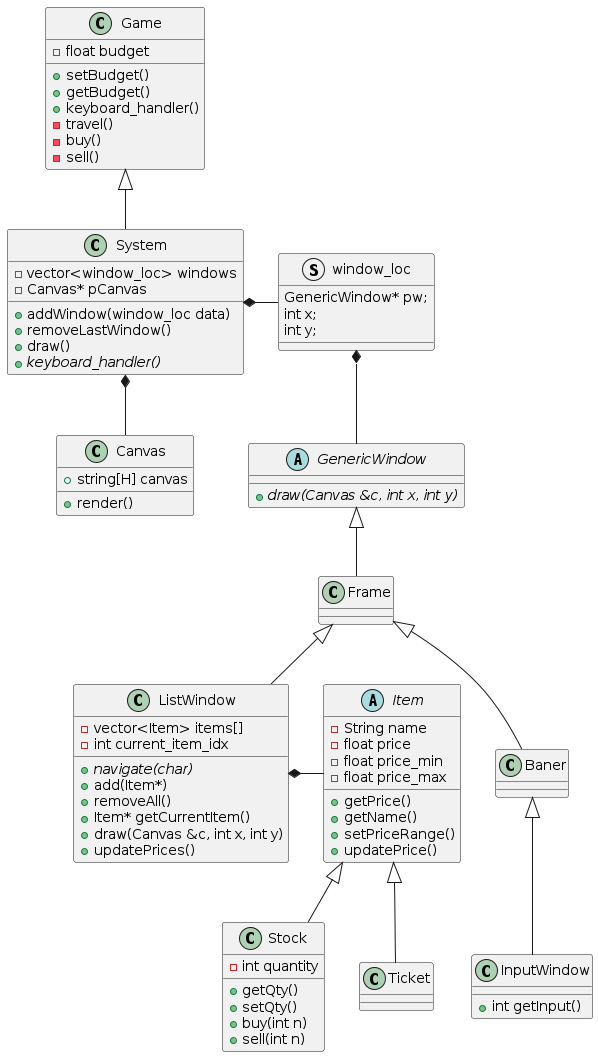 C Game
float budget
setBudget()
getBudget()
keyboard_handler()
travel()
buy()
sell()
C System
vector<window_loc> windows
Canvas* pCanvas
addWindow(window_loc data)
removeLastWindow()
draw()
keyboard_handler()
S window_loc
GenericWindow* pw;
int x;
int y;
C Canvas
string[H] canvas
render()
A GenericWindow
draw(Canvas &c, int x, int y)
C Frame
C ListWindow
vector<Item> items[]
int current_item_idx
navigate(char)
add(Item*)
removeAll()
Item* getCurrentItem()
draw(Canvas &c, int x, int y)
updatePrices()
A Item
String name
float price
float price_min
float price_max
getPrice()
getName()
setPriceRange()
updatePrice()
C Baner
C Stock
int quantity
getQty()
setQty()
buy(int n)
sell(int n)
C Ticket
C InputWindow
int getInput()